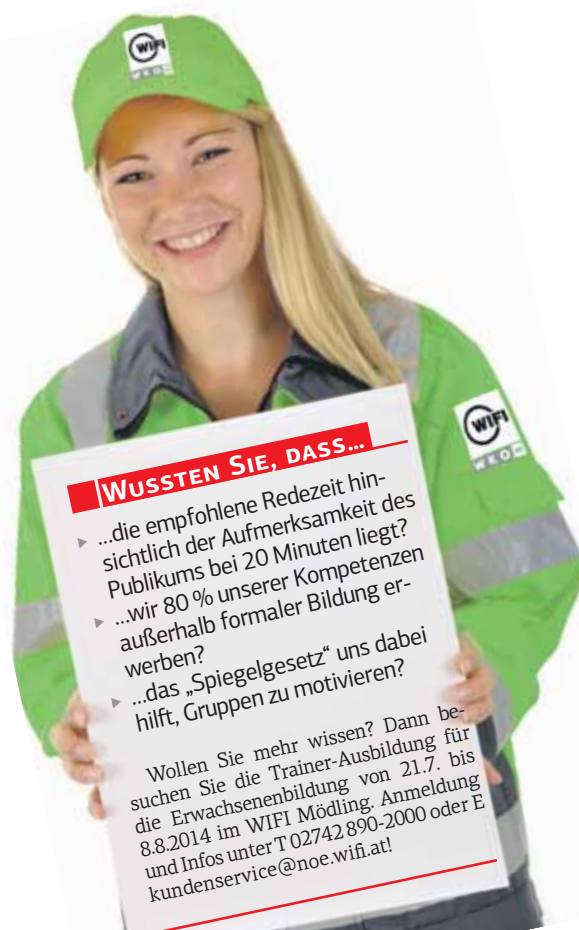 WIFI
WKO
WIFI
WKO
WUSSTEN SIE, DASS...
...die empfohlene Redezeit hin-
sichtlich der Aufmerksamkeit des
Publikums bei 20 Minuten liegt?
...wir 80 % unserer Kompetenzen
außerhalb formaler Bildung er-
werben?
...das „Spiegelgesetz“ uns dabei
hilft, Gruppen zu motivieren?
Wollen Sie mehr wissen? Dann be-
suchen Sie die Trainer-Ausbildung für
die Erwachsenenbildung von 21.7. bis
8.8.2014 im WIFI Mödling. Anmeldung
und Infos unter T 02742 890-2000 oder E
kundenservice@noe.wifi.at!